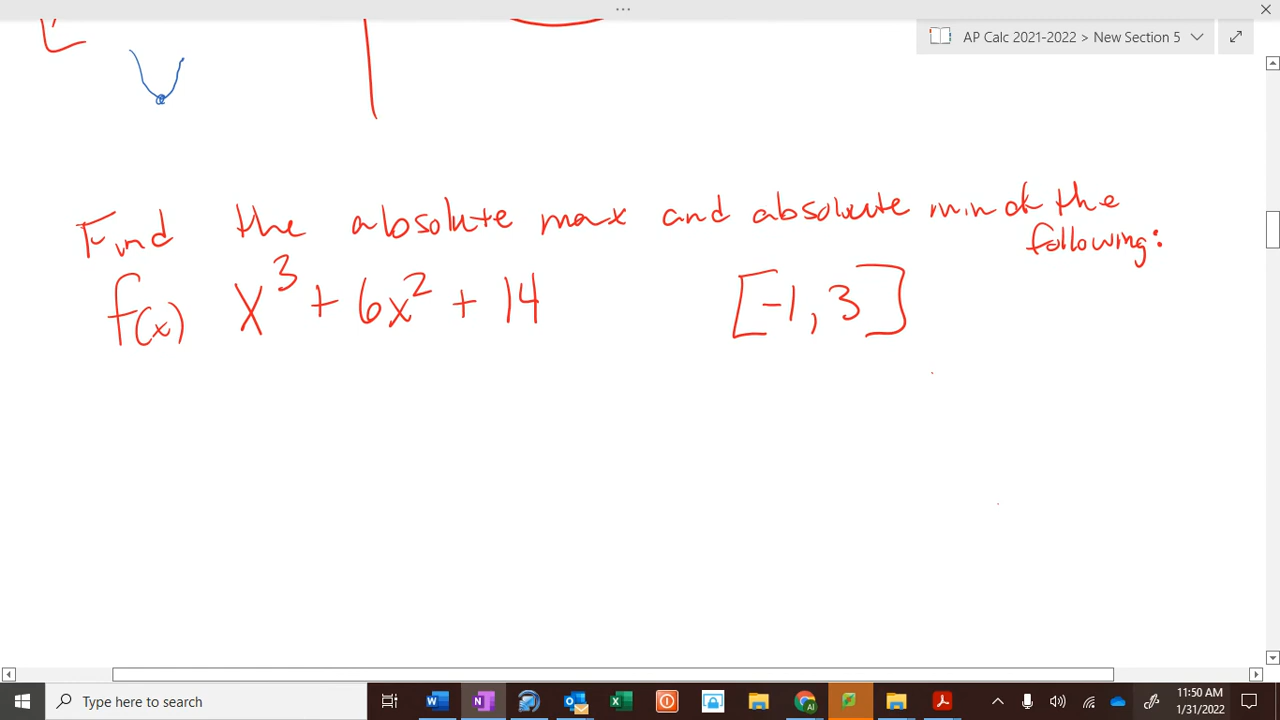 AP Calc 2021-2022 > New Section 5
Find the absolute max and absolute min of the
following:
f(x) x³ + 6x² + 14 [-1, 3]
Type here to search
11:50 AM
1/31/2022